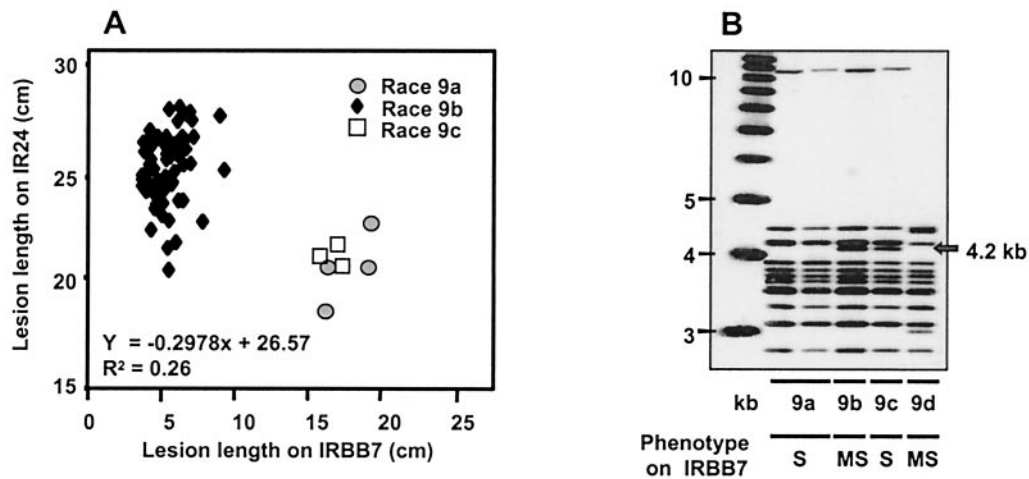 A
Lesion length on IR24 (cm)
30
25
20
15
Race 9a
Race 9b
Race 9c
Y = -0.2978x + 26.57
R² = 0.26
0 5 10 15 20 25
Lesion length on IRBB7 (cm)
B
10
5
4
3
4.2 kb
kb 9a 9b 9c 9d
Phenotype
on IRBB7 S MS S MS